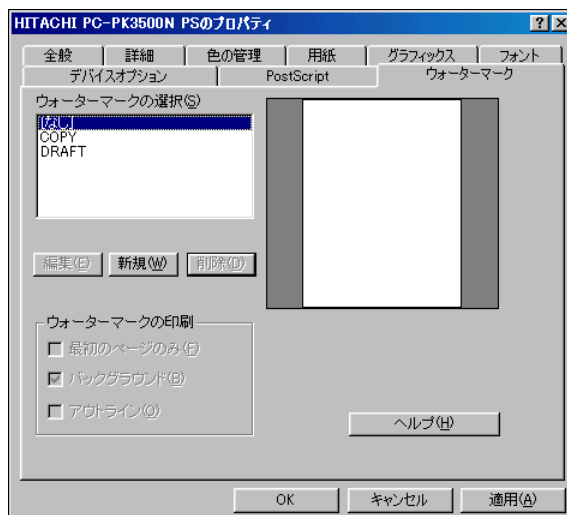 HITACHI PC-PK3500N PSのプロパティ
全般 詳細 色の管理 用紙 グラフィックス フォント
デバイスオプション PostScript ウォーターマーク
ウォーターマークの選択(S)
[なし]
COPY
DRAFT
編集(E) 新規(W) 削除(D)
ウォーターマークの印刷
最初のページのみ(F)
バックグラウンド(B)
アウトライン(O)
ヘルプ(H)
OK キャンセル 適用(A)